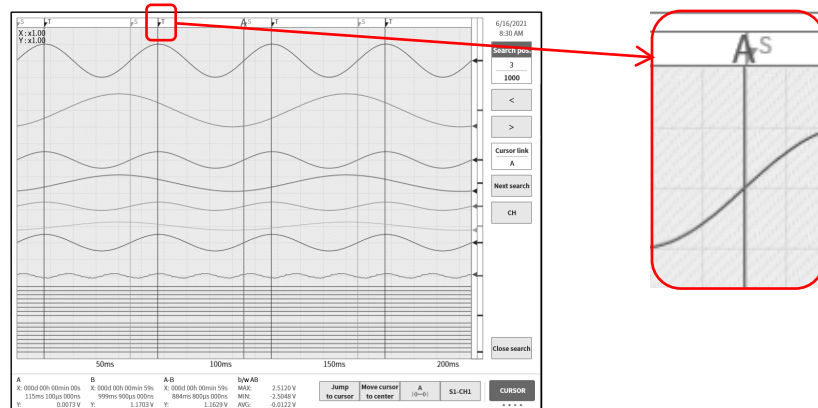 S T S T A S T S T
6/16/2021
8:30 AM
X : x1.00
Y : x1.00
Search pos.
3
1000
<
>
Cursor link
A
Next search
CH
Close search
A S
50ms 100ms 150ms 200ms
A B A-B b/w AB
X: 000d 00h 00min 00s X: 000d 00h 00min 59s X: 000d 00h 00min 59s MAX: 2.5120 V
115ms 100μs 000ns 999ms 900μs 000ns 884ms 800μs 000ns MIN: -2.5048 V
Y: 0.0073 V Y: 1.1703 V Y: 1.1629 V AVG: -0.0122 V
Jump
to cursor
Move cursor
to center
A
S1-CH1
CURSOR